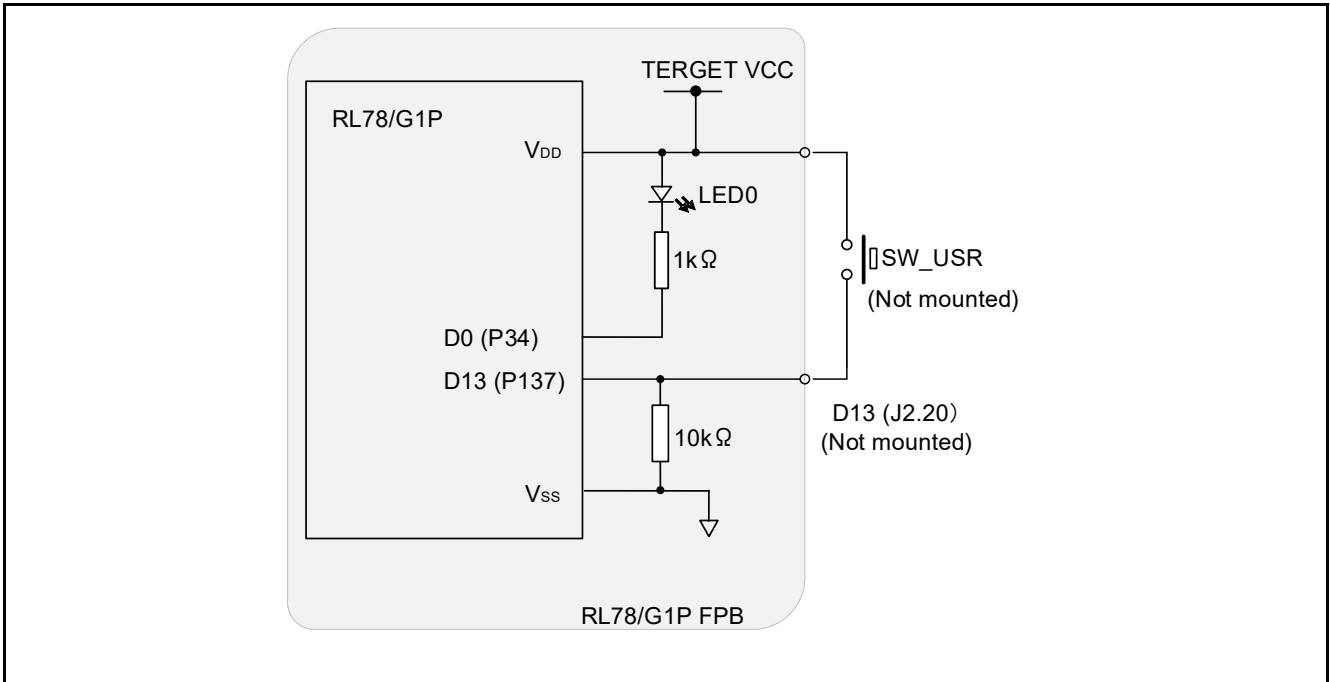 TERGET VCC
RL78/G1P
VDD
LED0
1kΩ
SW_USR
(Not mounted)
D0 (P34)
D13 (P137)
D13 (J2.20）
(Not mounted)
10kΩ
VSS
RL78/G1P FPB